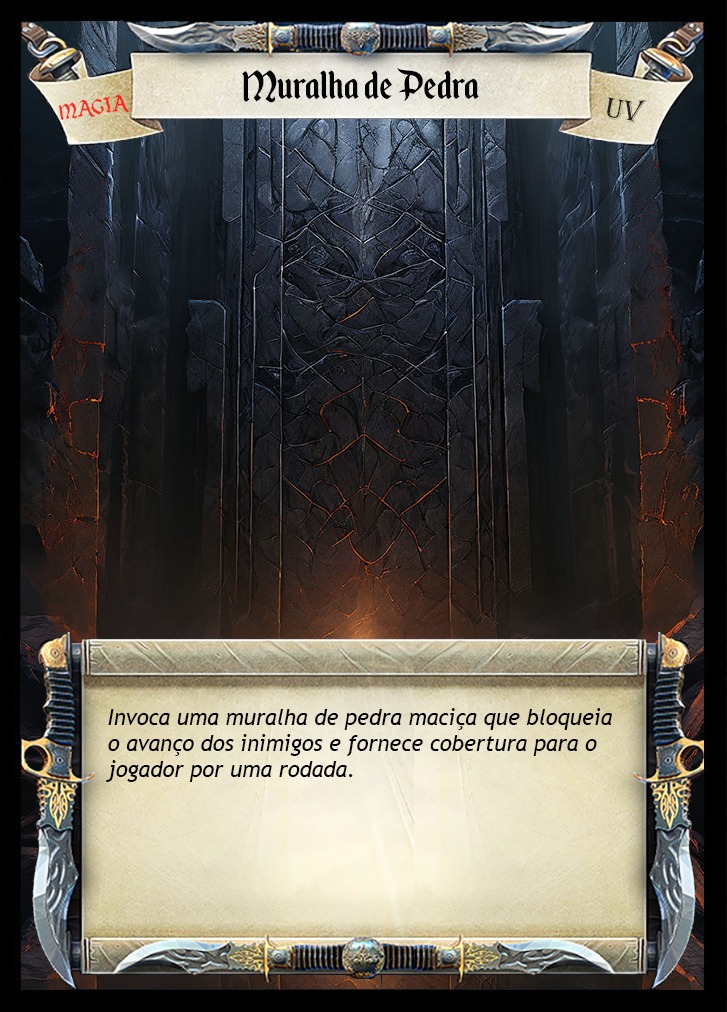 MAGIA
Muralha de Pedra
UV
Invoca uma muralha de pedra maciça que bloqueia
o avanço dos inimigos e fornece cobertura para o
jogador por uma rodada.